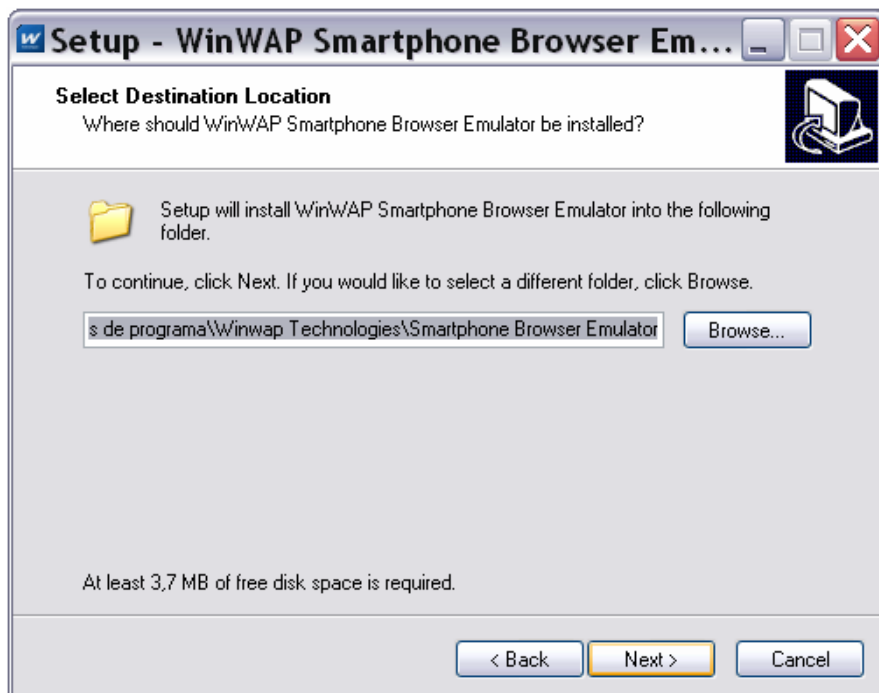 Setup - WinWAP Smartphone Browser Em...
Select Destination Location
Where should WinWAP Smartphone Browser Emulator be installed?
Setup will install WinWAP Smartphone Browser Emulator into the following
folder.
To continue, click Next. If you would like to select a different folder, click Browse.
s de programa\Winwap Technologies\Smartphone Browser Emulator
Browse...
At least 3,7 MB of free disk space is required.
< Back
Next >
Cancel